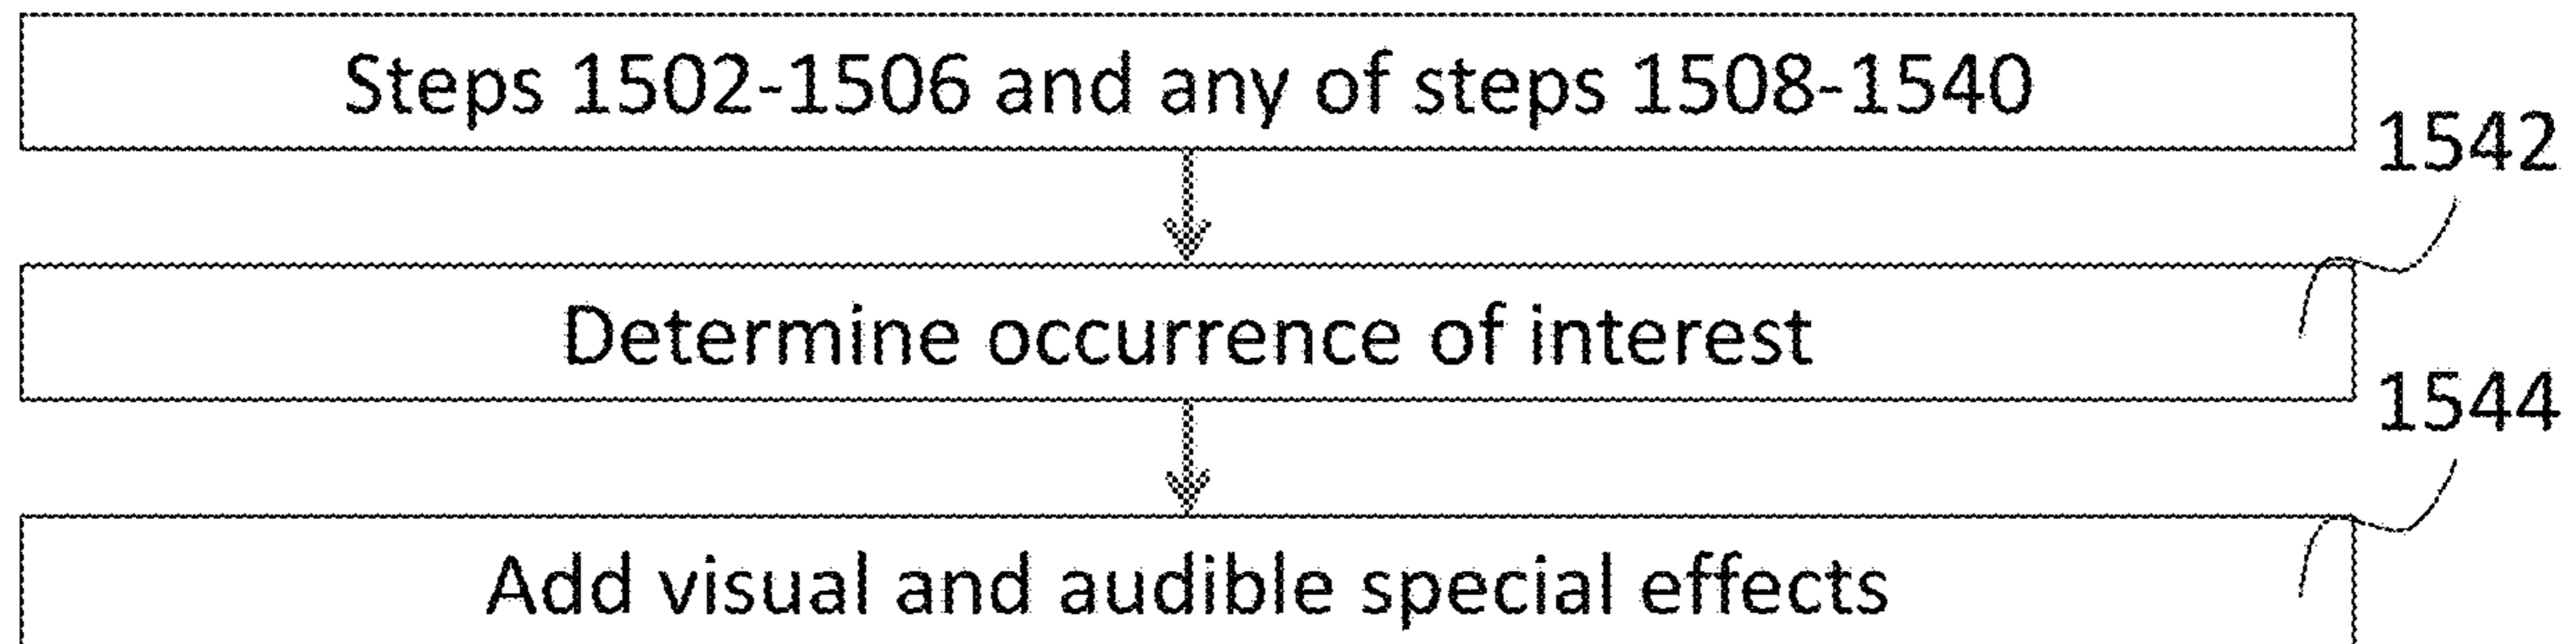 Steps 1502-1506 and any of steps 1508-1540
1542
Determine occurrence of interest
1544
Add visual and audible special effects